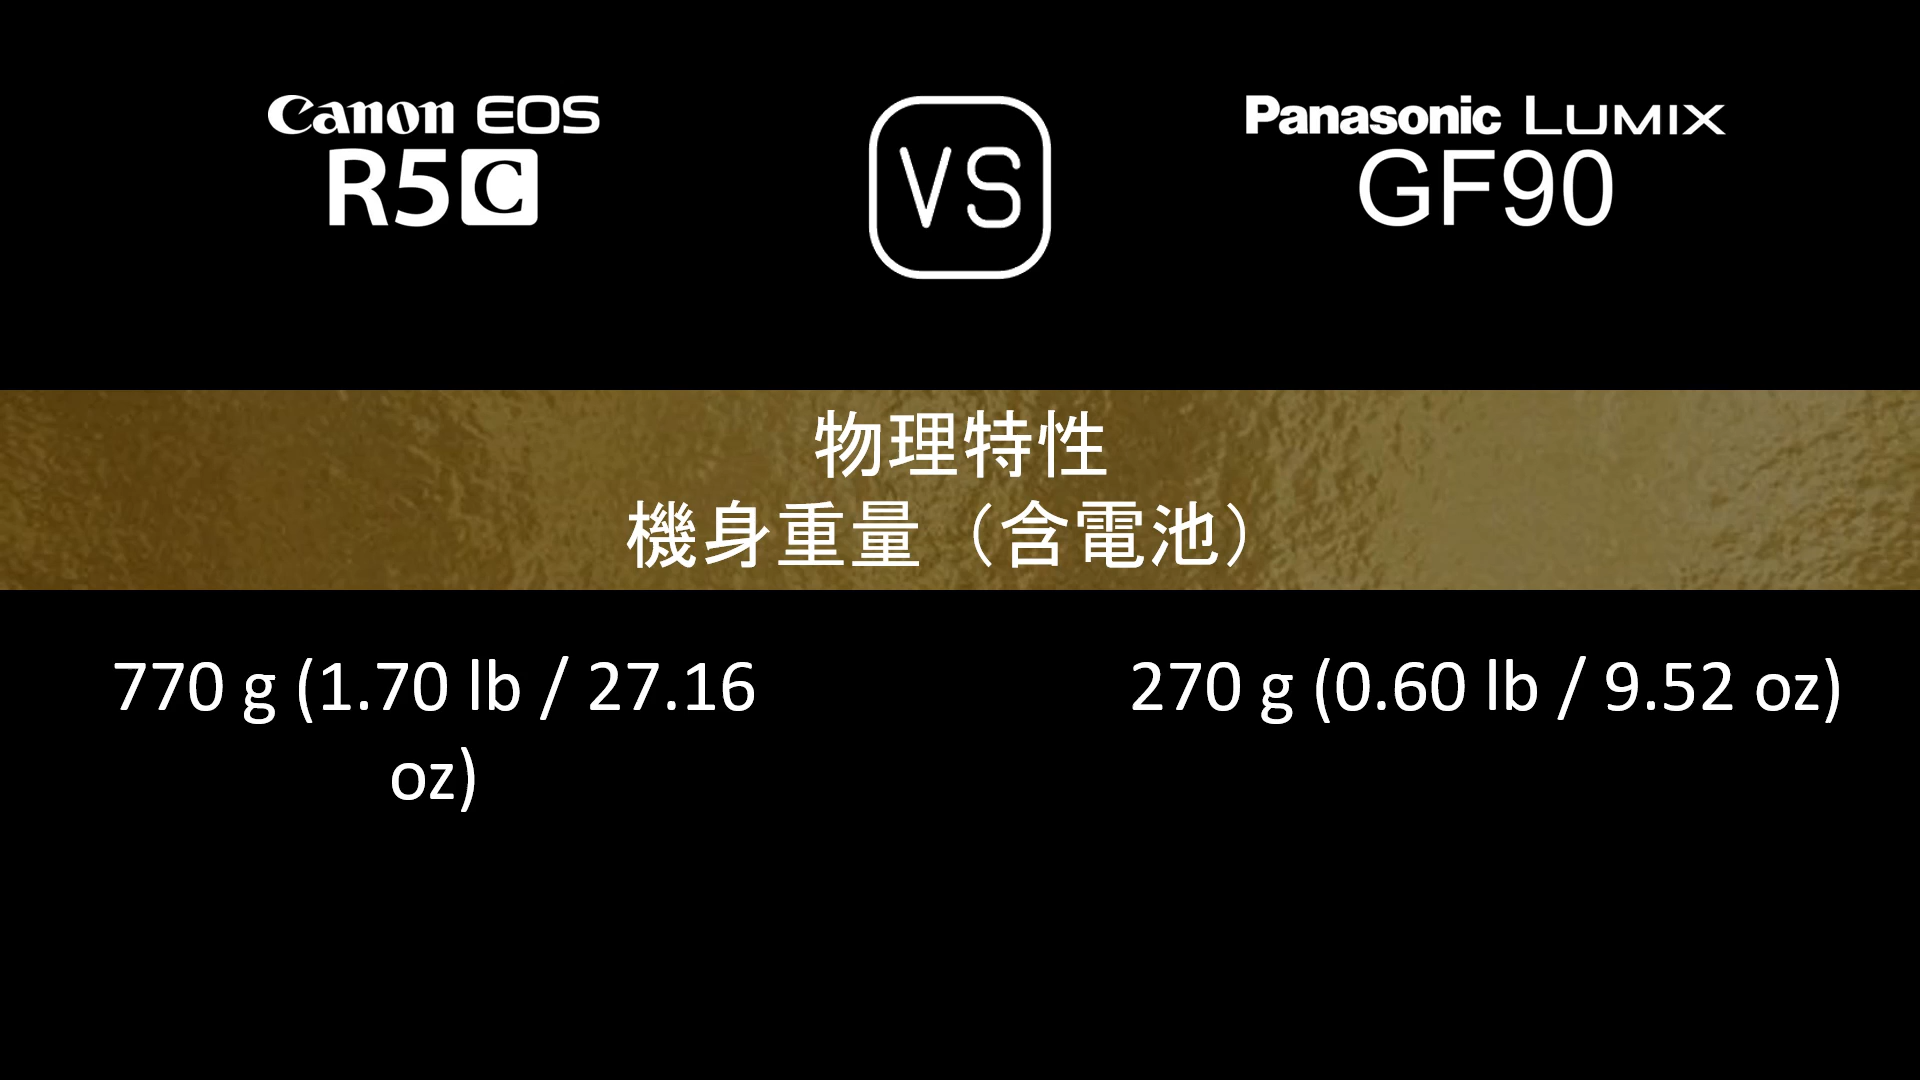 Canon EOS
R5 C
VS
Panasonic LUMIX
GF90
物理特性
機身重量（含電池）
770 g (1.70 lb / 27.16
oz)
270 g (0.60 lb / 9.52 oz)